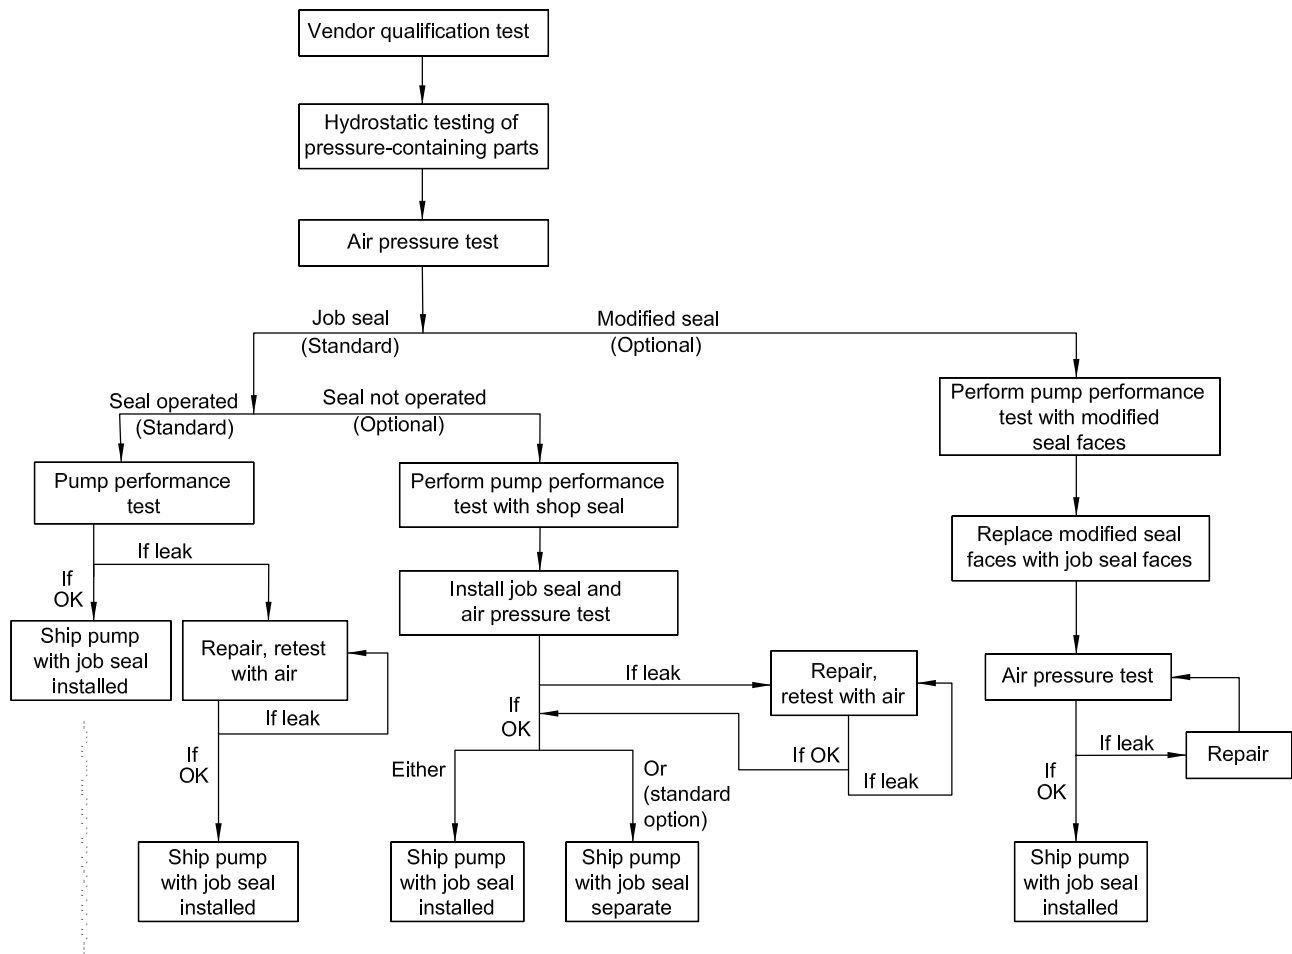 Vendor qualification test
Hydrostatic testing of
pressure-containing parts
Air pressure test
Job seal
(Standard)
Modified seal
(Optional)
Seal operated
(Standard)
Seal not operated
(Optional)
Perform pump performance
test with modified
seal faces
Pump performance
test
Perform pump performance
test with shop seal
Replace modified seal
faces with job seal faces
If leak
If
OK
Install job seal and
air pressure test
Ship pump
with job seal
installed
Repair, retest
with air
If leak
If
OK
If leak
If
OK
Repair,
retest with air
If OK
If leak
Air pressure test
If leak
Repair
If
OK
Either
Or
(standard
option)
Ship pump
with job seal
installed
Ship pump
with job seal
installed
Ship pump
with job seal
separate
Ship pump
with job seal
installed